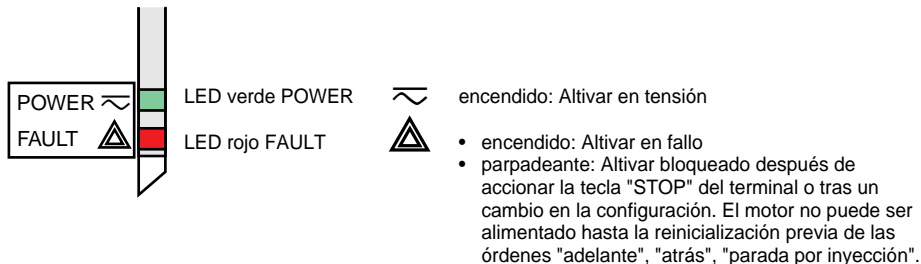 POWER
FAULT
LED verde POWER
encendido: Altivar en tensión
LED rojo FAULT
• encendido: Altivar en fallo
• parpadeante: Altivar bloqueado después de
accionar la tecla "STOP" del terminal o tras un
cambio en la configuración. El motor no puede ser
alimentado hasta la reinicialización previa de las
órdenes "adelante", "atrás", "parada por inyección".